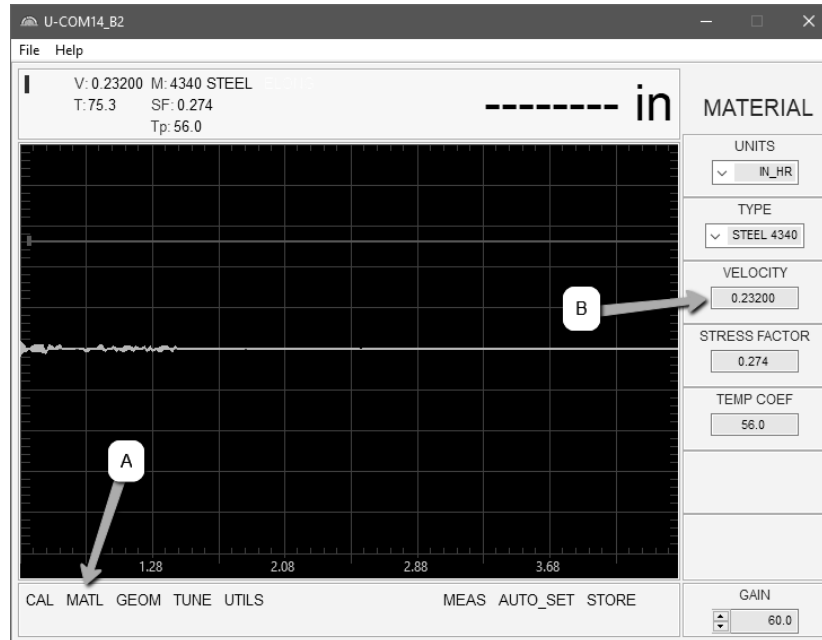 U-COM14_B2
File Help
V: 0.23200 M: 4340 STEEL
T: 75.3 SF: 0.274
Tp: 56.0
-------- in
MATERIAL
UNITS
IN_HR
TYPE
STEEL 4340
VELOCITY
0.23200
B
STRESS FACTOR
0.274
TEMP COEF
56.0
A
1.28 2.08 2.88 3.68
CAL MATL GEOM TUNE UTILS MEAS AUTO_SET STORE
GAIN
60.0